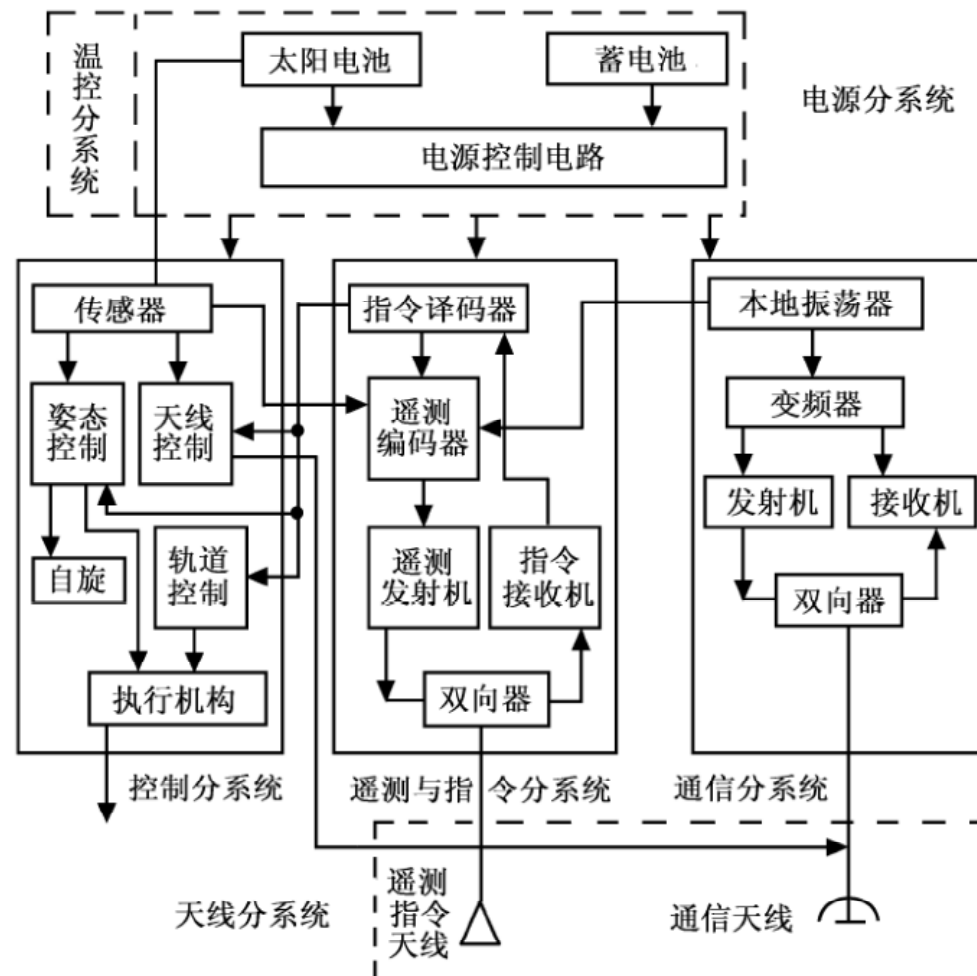 温控分系统
太阳电池
蓄电池
电源控制电路
电源分系统
传感器
姿态
控制
天线
控制
自旋
轨道
控制
执行机构
控制分系统
指令译码器
遥测
编码器
遥测
发射机
指令
接收机
双向器
遥测与指 令分系统
本地振荡器
变频器
发射机
接收机
双向器
通信分系统
天线分系统
遥测
指令
天线
通信天线